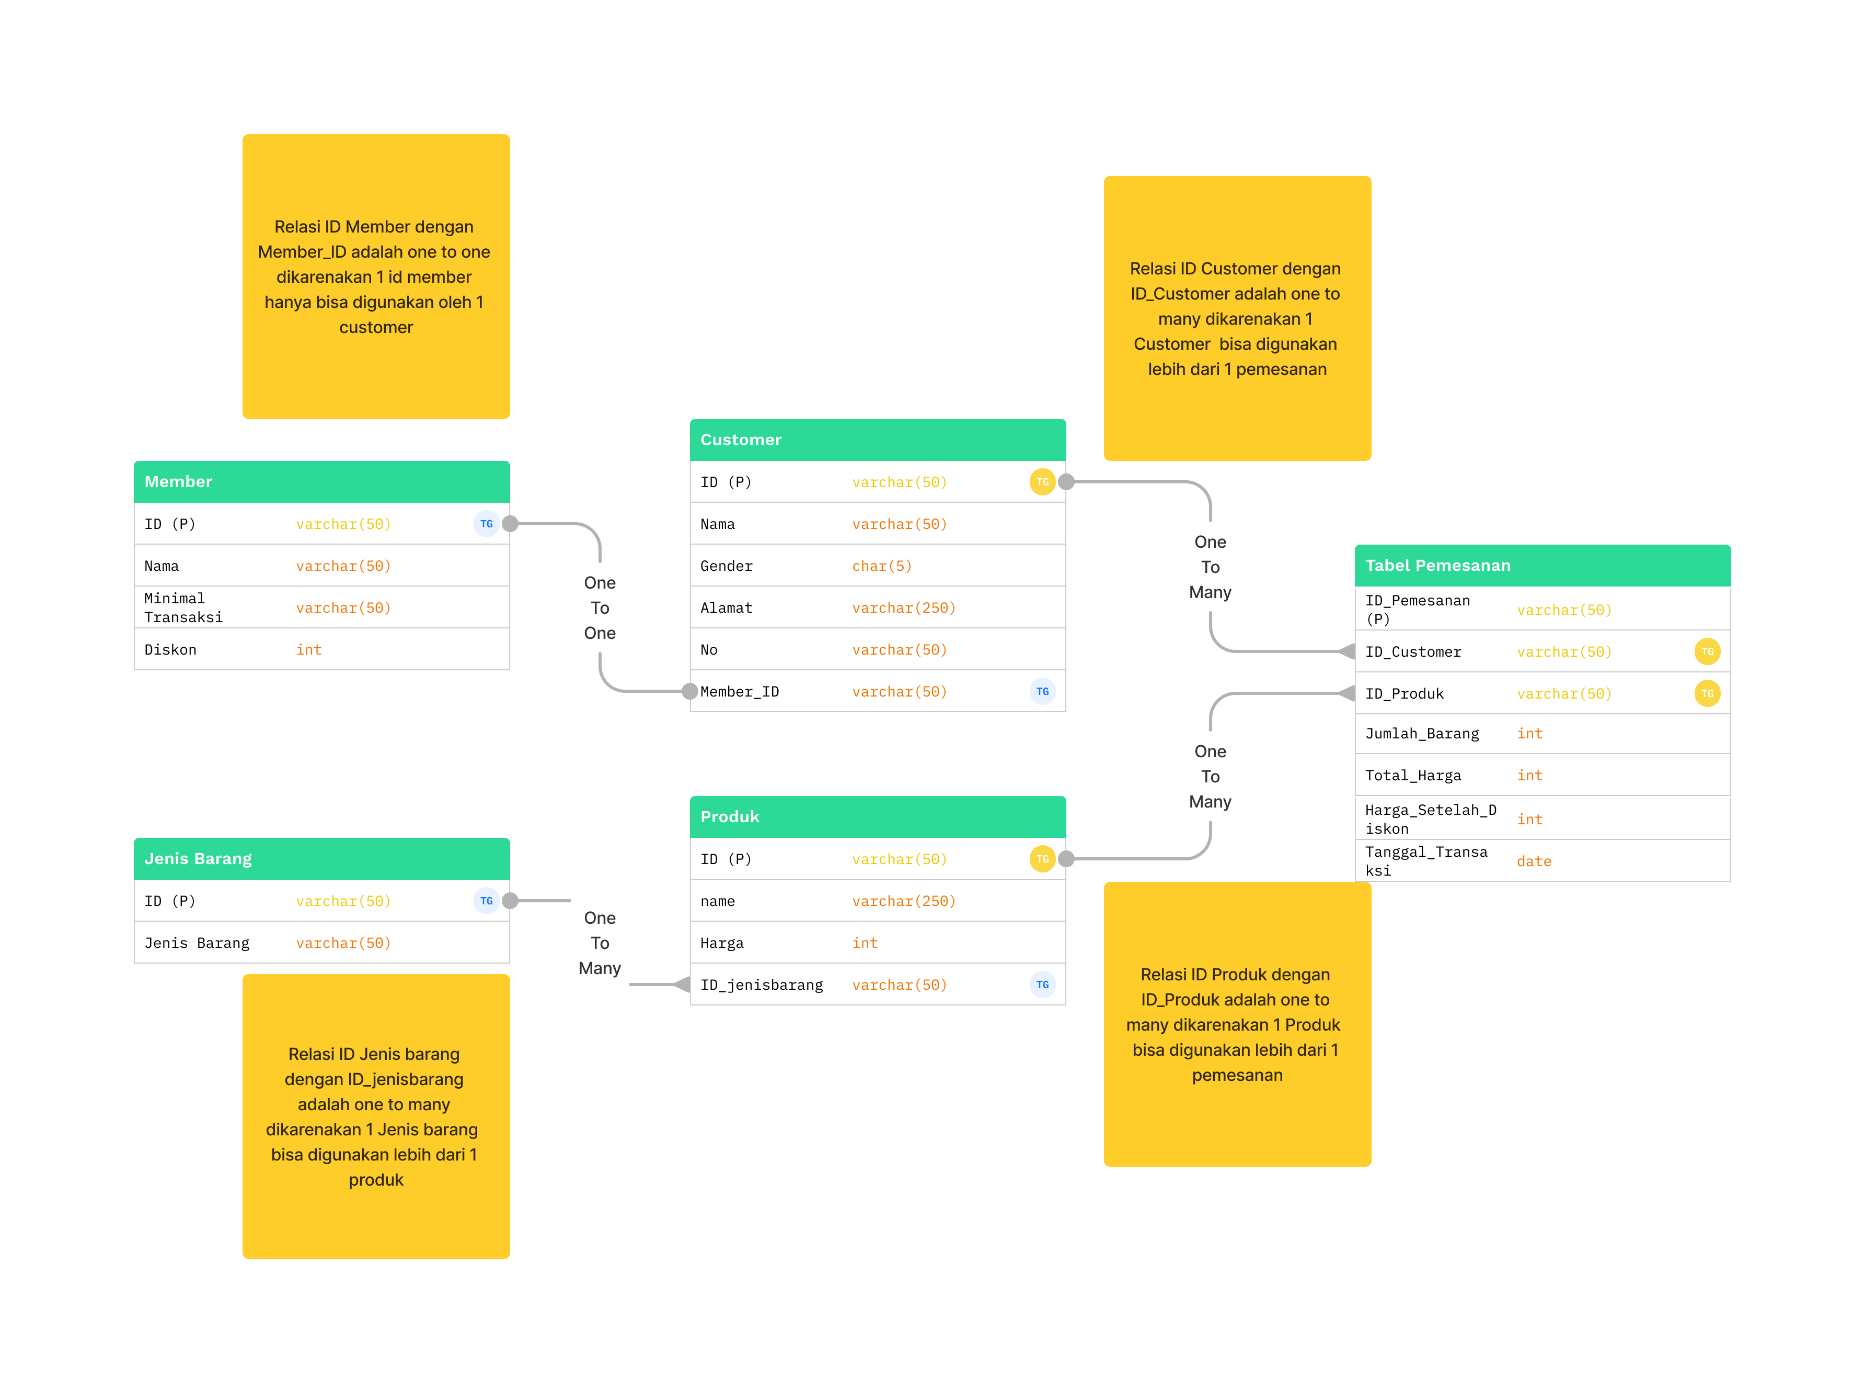 Relasi ID Member dengan
Member_ID adalah one to one
dikarenakan 1 id member
hanya bisa digunakan oleh 1
customer
Relasi ID Customer dengan
ID_Customer adalah one to
many dikarenakan 1
Customer  bisa digunakan
lebih dari 1 pemesanan
Member
ID (P) varchar(50) TG
Nama varchar(50)
Minimal
Transaksi varchar(50)
Diskon int
One
To
One
Customer
ID (P) varchar(50) TG
Nama varchar(50)
Gender char(5)
Alamat varchar(250)
No varchar(50)
Member_ID varchar(50) TG
One
To
Many
Tabel Pemesanan
ID_Pemesanan
(P) varchar(50)
ID_Customer varchar(50) TG
ID_Produk varchar(50) TG
Jumlah_Barang int
Total_Harga int
Harga_Setelah_D
iskon int
Tanggal_Transa
ksi date
One
To
Many
Jenis Barang
ID (P) varchar(50) TG
Jenis Barang varchar(50)
One
To
Many
Produk
ID (P) varchar(50) TG
name varchar(250)
Harga int
ID_jenisbarang varchar(50) TG
Relasi ID Jenis barang
dengan ID_jenisbarang
adalah one to many
dikarenakan 1 Jenis barang
bisa digunakan lebih dari 1
produk
Relasi ID Produk dengan
ID_Produk adalah one to
many dikarenakan 1 Produk
bisa digunakan lebih dari 1
pemesanan